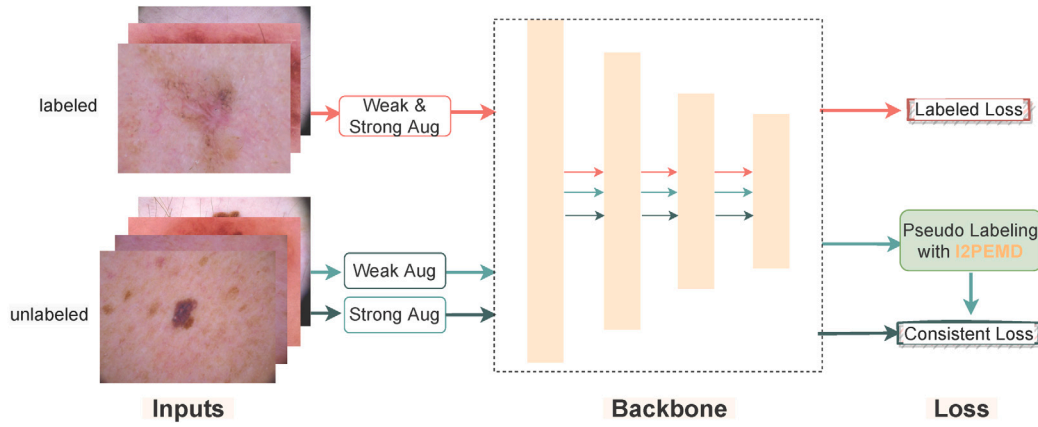 labeled
Weak &
Strong Aug
Labeled Loss
unlabeled
Weak Aug
Strong Aug
Pseudo Labeling
with I2PEMD
Consistent Loss
Inputs
Backbone
Loss